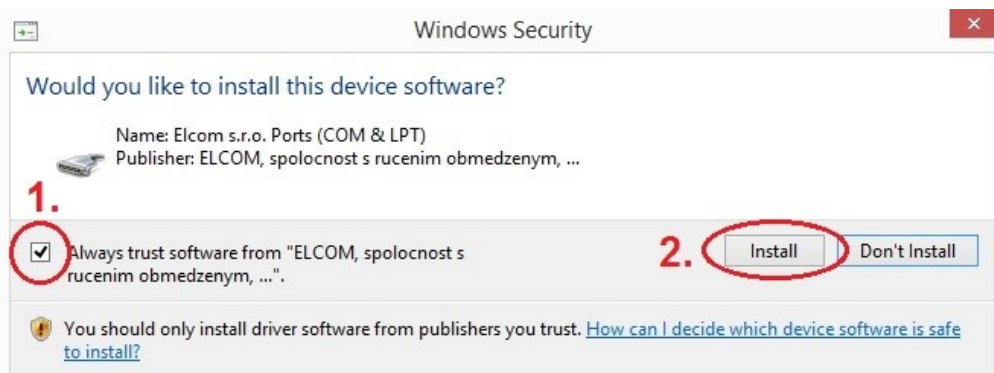 Windows Security
Would you like to install this device software?
Name: Elcom s.r.o. Ports (COM & LPT)
Publisher: ELCOM, spolocnost s rucenim obmedzenym, ...
1.
Always trust software from "ELCOM, spolocnost s
rucenim obmedzenym, ...".
2.
Install
Don't Install
You should only install driver software from publishers you trust. How can I decide which device software is safe
to install?